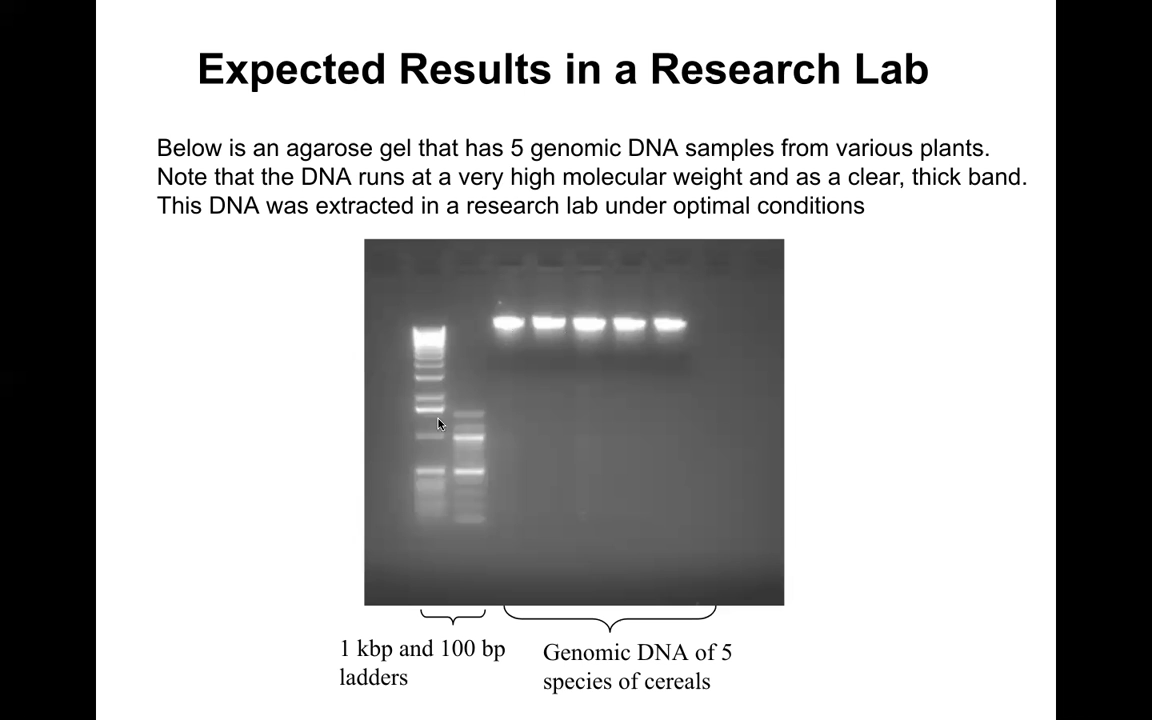 Expected Results in a Research Lab
Below is an agarose gel that has 5 genomic DNA samples from various plants.
Note that the DNA runs at a very high molecular weight and as a clear, thick band.
This DNA was extracted in a research lab under optimal conditions
1 kbp and 100 bp
ladders
Genomic DNA of 5
species of cereals